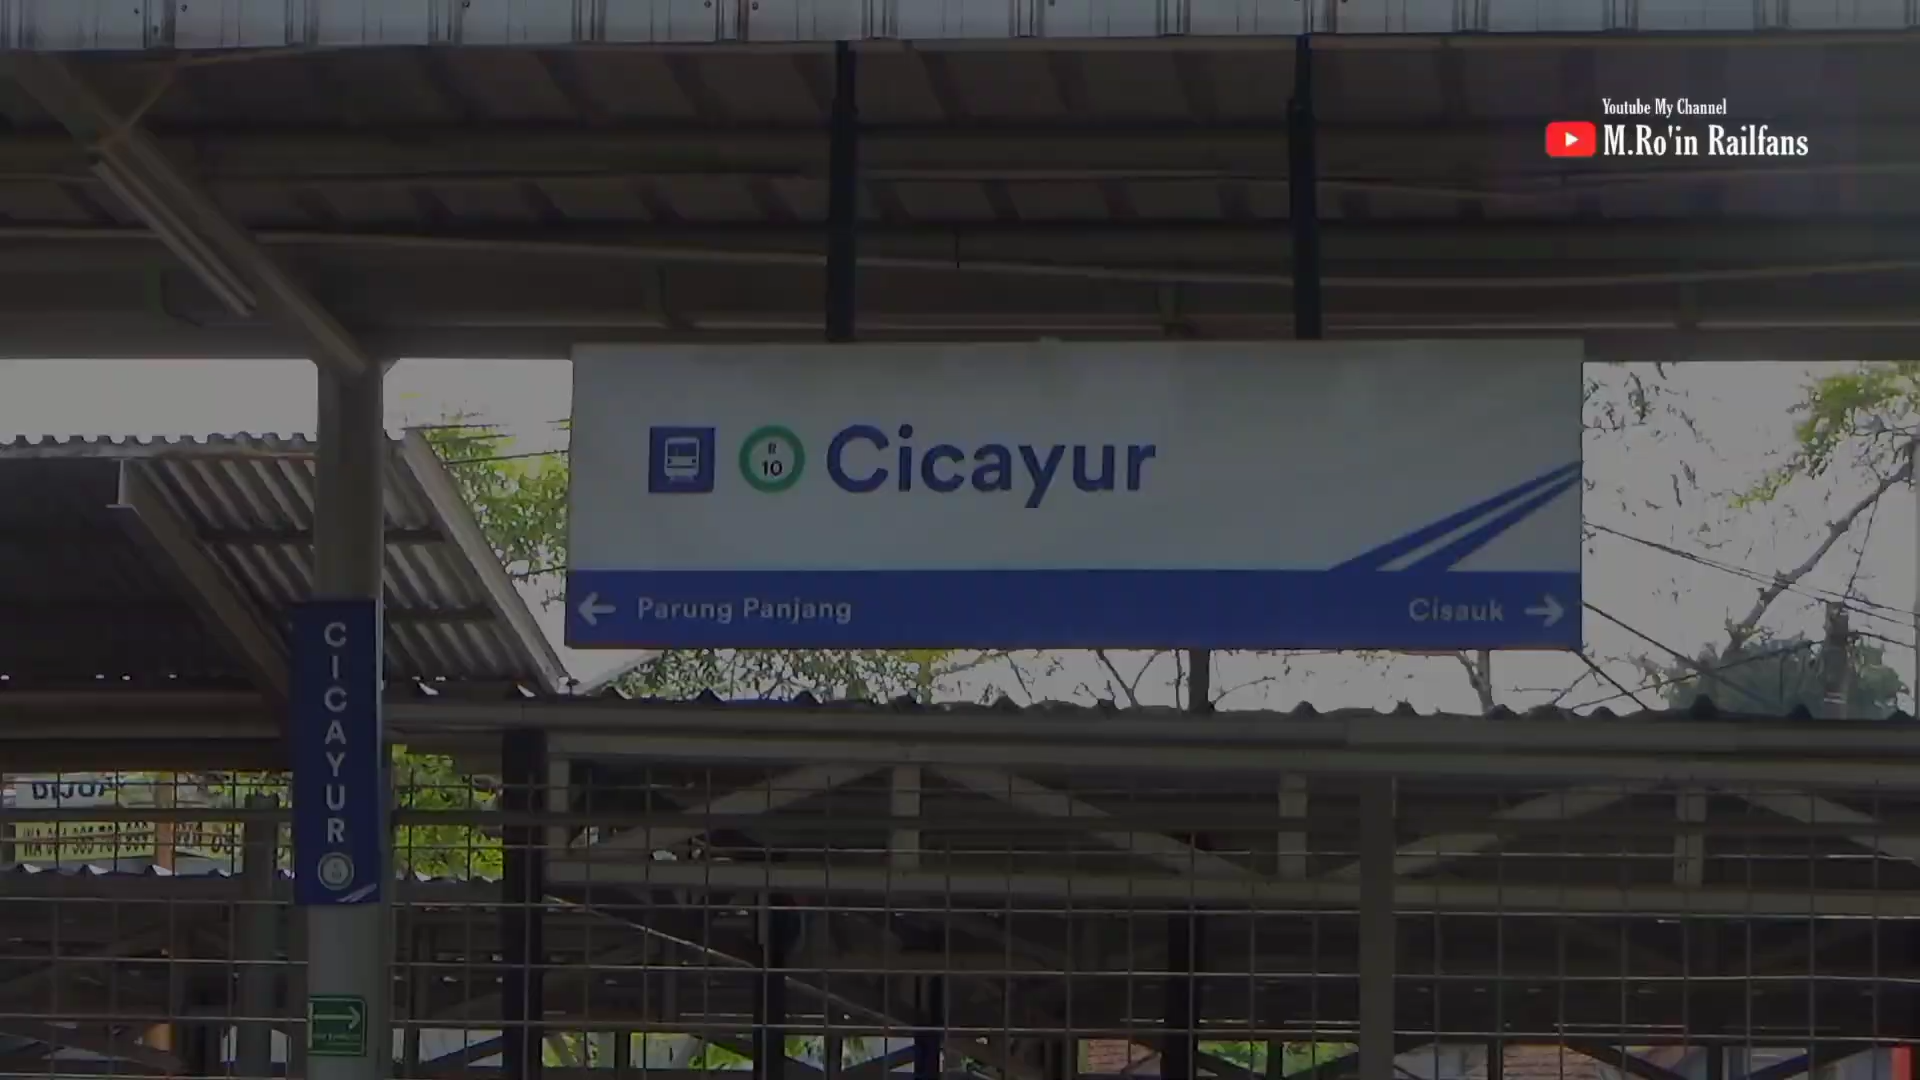 Youtube My Channel
M.Ro'in Railfans
R
10
Cicayur
← Parung Panjang
Cisauk →
CICAYUR